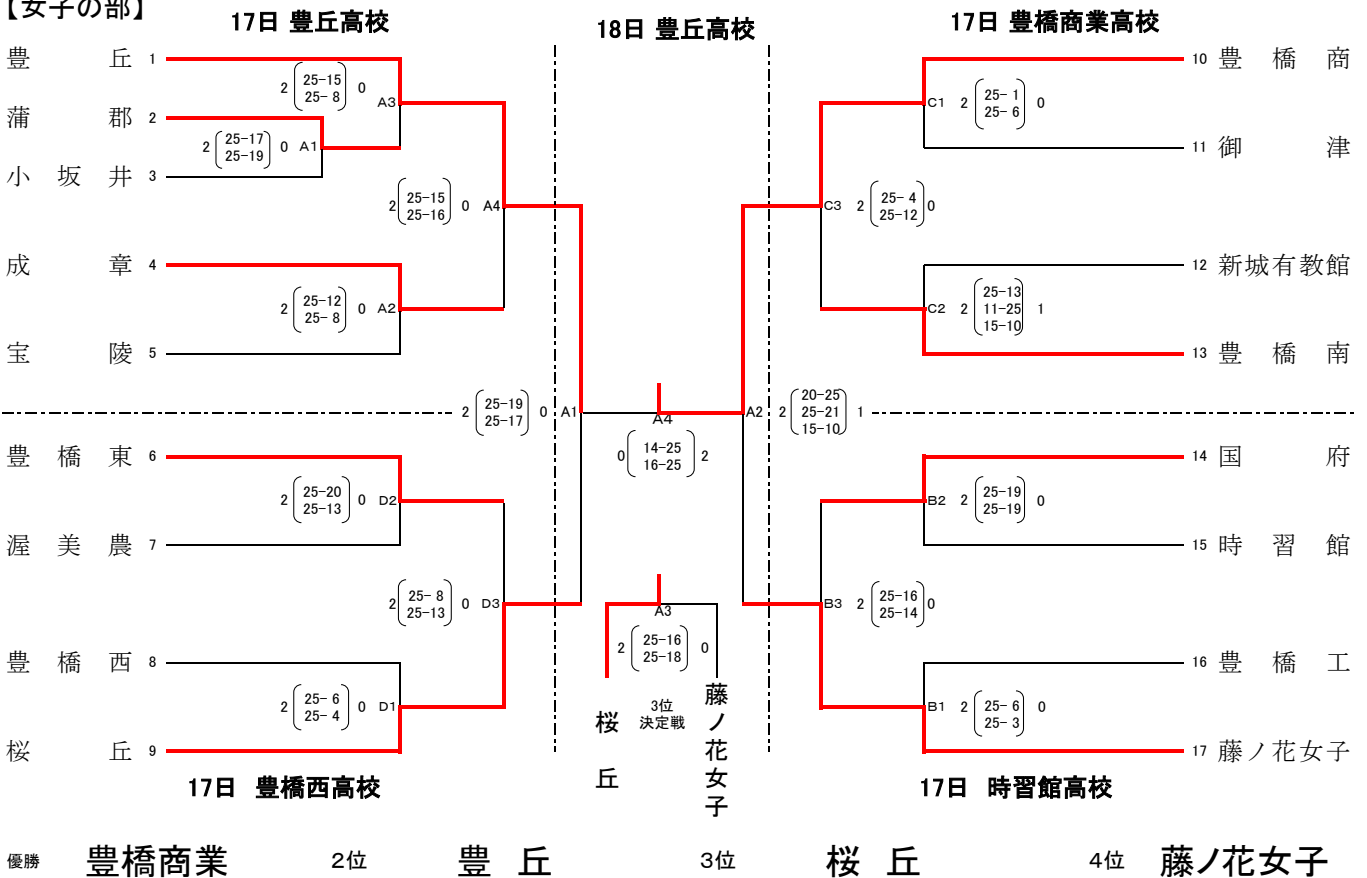 【女子の部】
17日 豊丘高校
18日 豊丘高校
17日 豊橋商業高校
豊丘 1
蒲郡 2
小坂井 3
成章 4
宝陵 5
豊橋東 6
渥美農 7
豊橋西 8
桜丘 9
2 25-15 0 A3
25- 8
2 25-17 0 A1
25-19
2 25-15 0 A4
25-16
2 25-12 0 A2
25- 8
2 25-19 0 A1
25-17
2 25-20 0 D2
25-13
2 25- 8 0 D3
25-13
2 25- 6 0 D1
25- 4
A4
0 14-25 2
16-25
A3
2 25-16 0
25-18
3位
決定戦
桜丘
藤ノ花女子
10 豊橋商
11 御津
12 新城有教館
13 豊橋南
14 国府
15 時習館
16 豊橋工
17 藤ノ花女子
C1 2 25- 1 0
25- 6
C3 2 25- 4 0
25-12
C2 2 25-13 1
11-25
15-10
A2 2 20-25 1
25-21
15-10
B2 2 25-19 0
25-19
B3 2 25-16 0
25-14
B1 2 25- 6 0
25- 3
17日 豊橋西高校
17日 時習館高校
優勝 豊橋商業 2位 豊丘 3位 桜丘 4位 藤ノ花女子